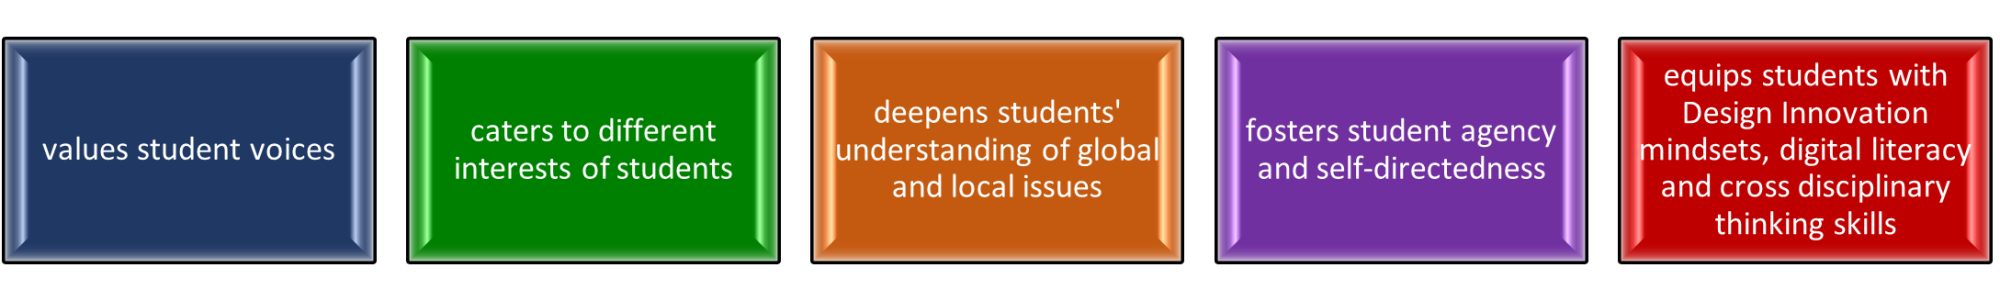 values student voices
caters to different
interests of students
deepens students'
understanding of global
and local issues
fosters student agency
and self-directedness
equips students with
Design Innovation
mindsets, digital literacy
and cross disciplinary
thinking skills